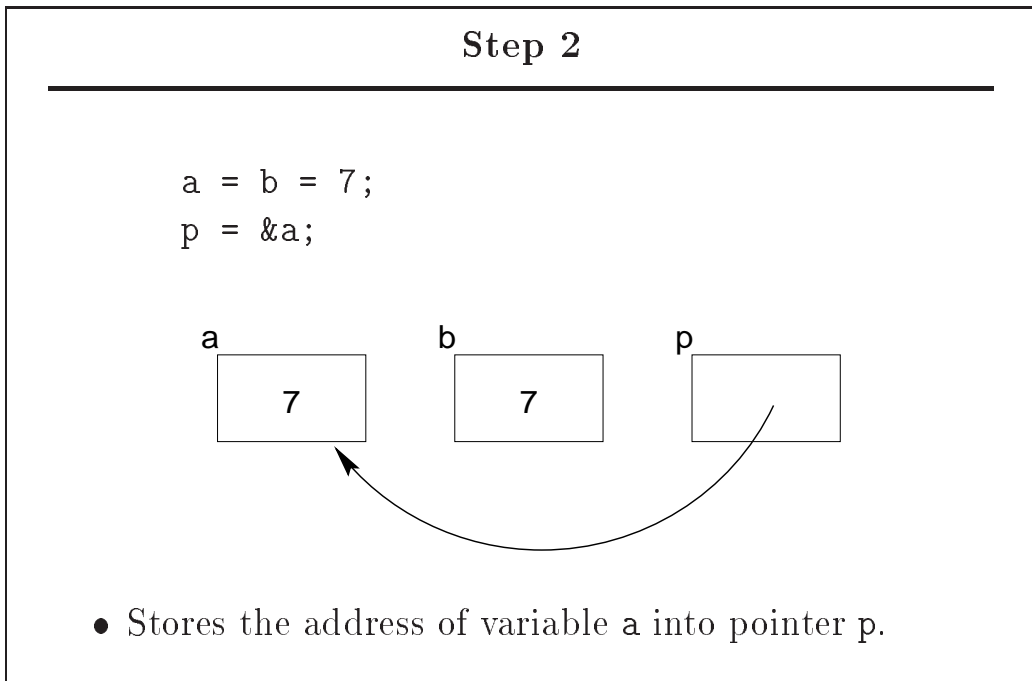 Step 2
a = b = 7;
p = &a;
a b p
7 7
• Stores the address of variable a into pointer p.